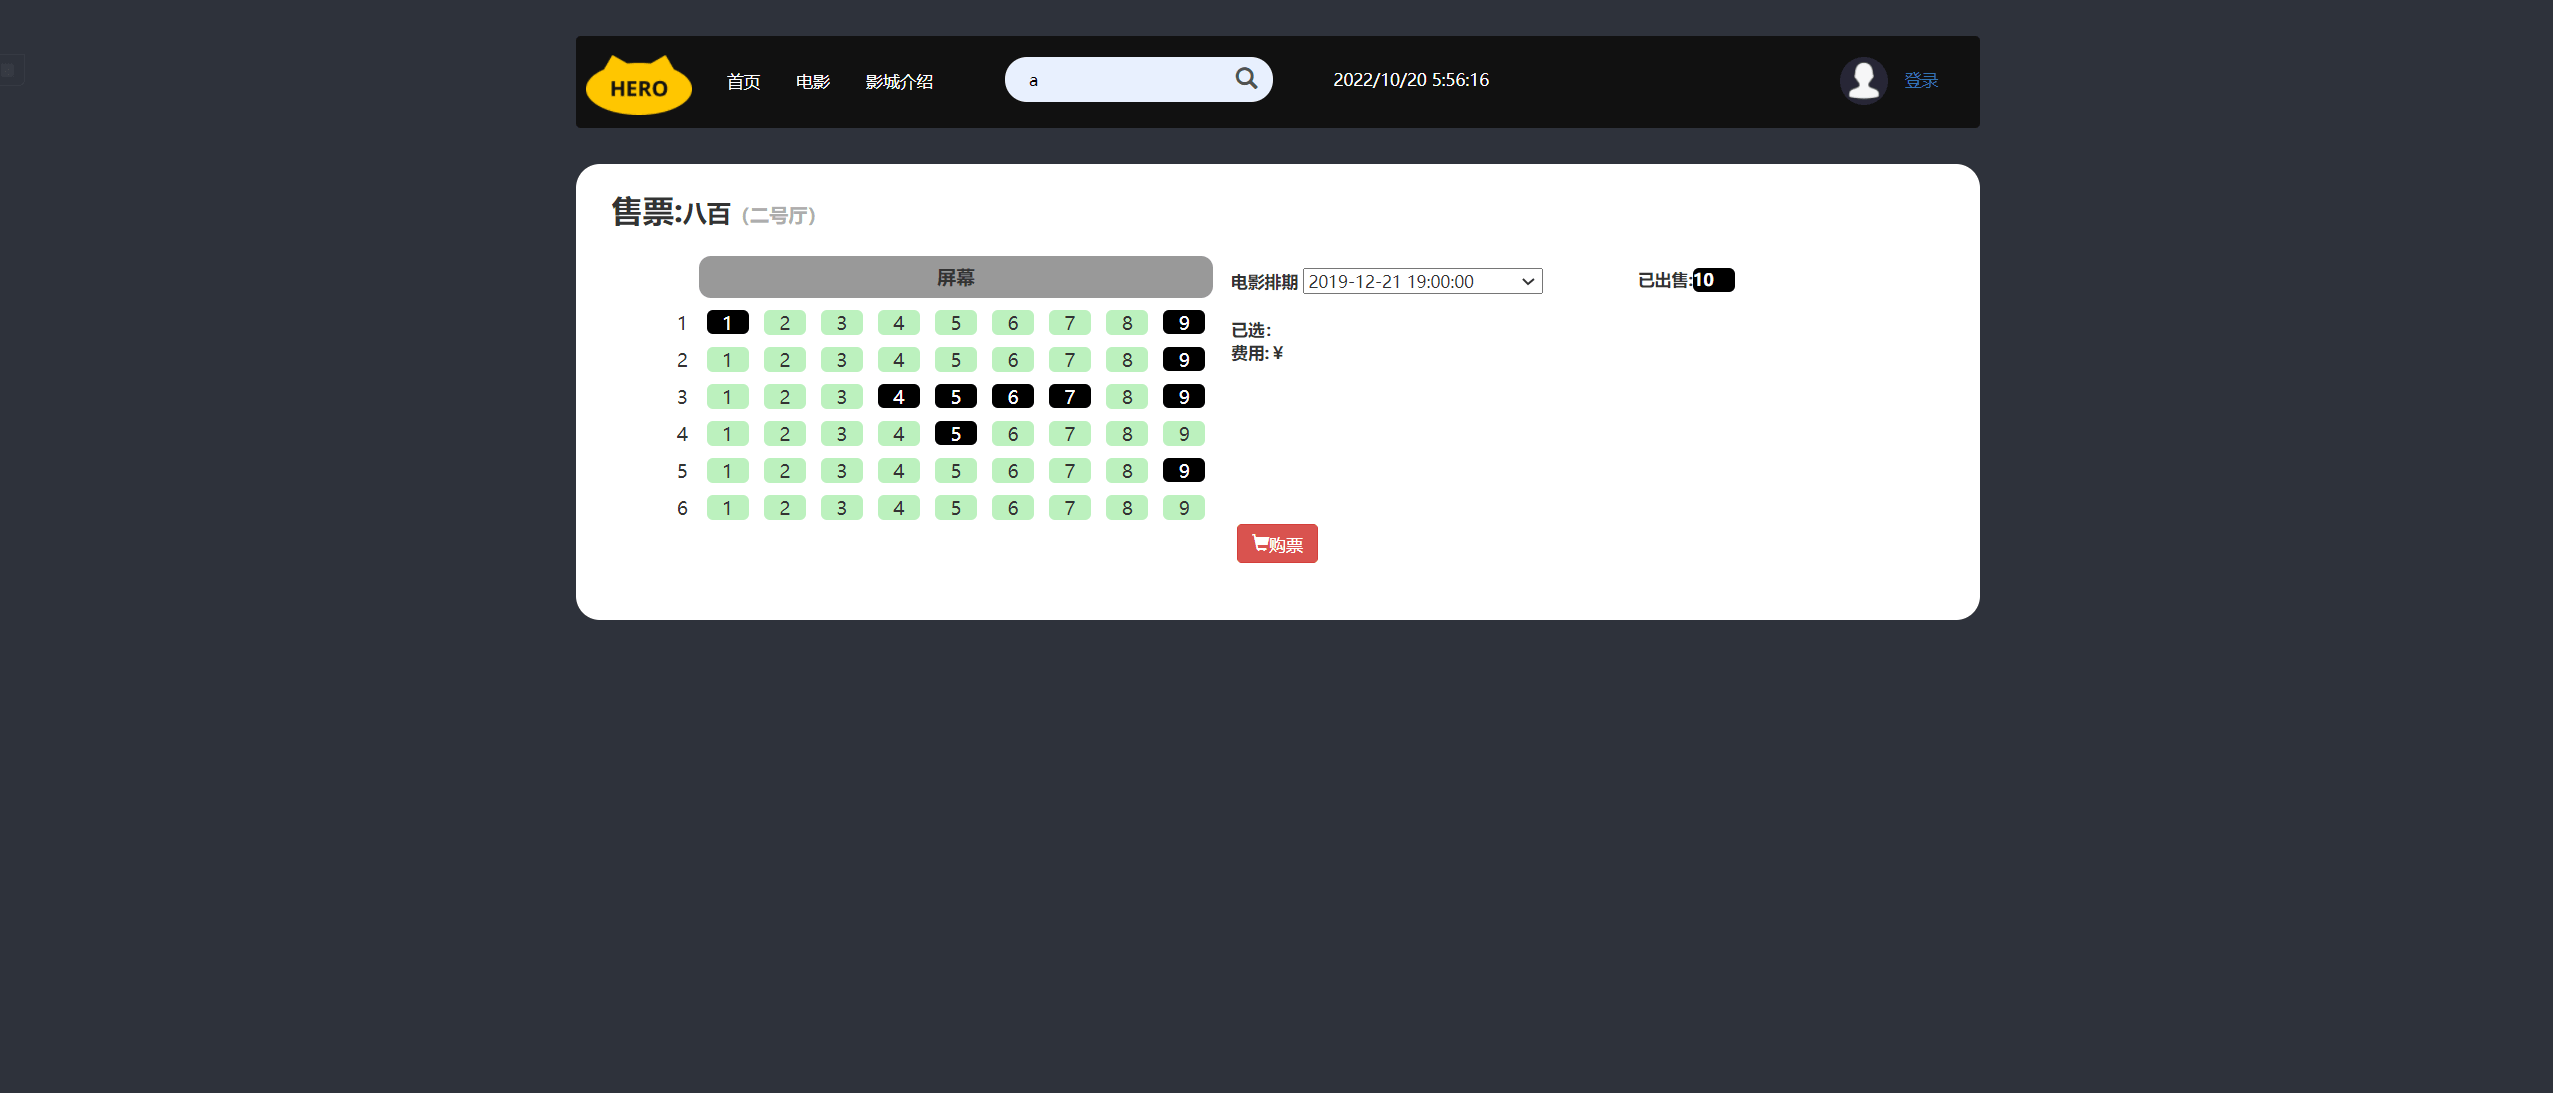 HERO 首页 电影 影城介绍 a 2022/10/20 5:56:16 登录
售票:八百（二号厅）
屏幕
1 1 2 3 4 5 6 7 8 9
2 1 2 3 4 5 6 7 8 9
3 1 2 3 4 5 6 7 8 9
4 1 2 3 4 5 6 7 8 9
5 1 2 3 4 5 6 7 8 9
6 1 2 3 4 5 6 7 8 9
电影排期 2019-12-21 19:00:00 已出售:10
已选：
费用: ¥
购票